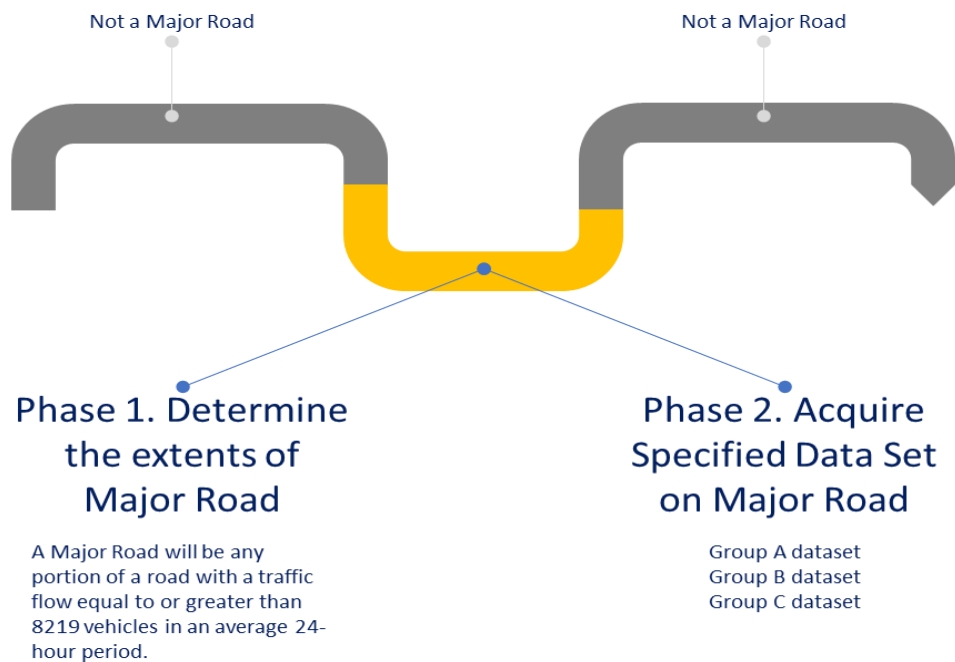 Not a Major Road
Not a Major Road
Phase 1. Determine
the extents of
Major Road
A Major Road will be any
portion of a road with a traffic
flow equal to or greater than
8219 vehicles in an average 24-
hour period.
Phase 2. Acquire
Specified Data Set
on Major Road
Group A dataset
Group B dataset
Group C dataset